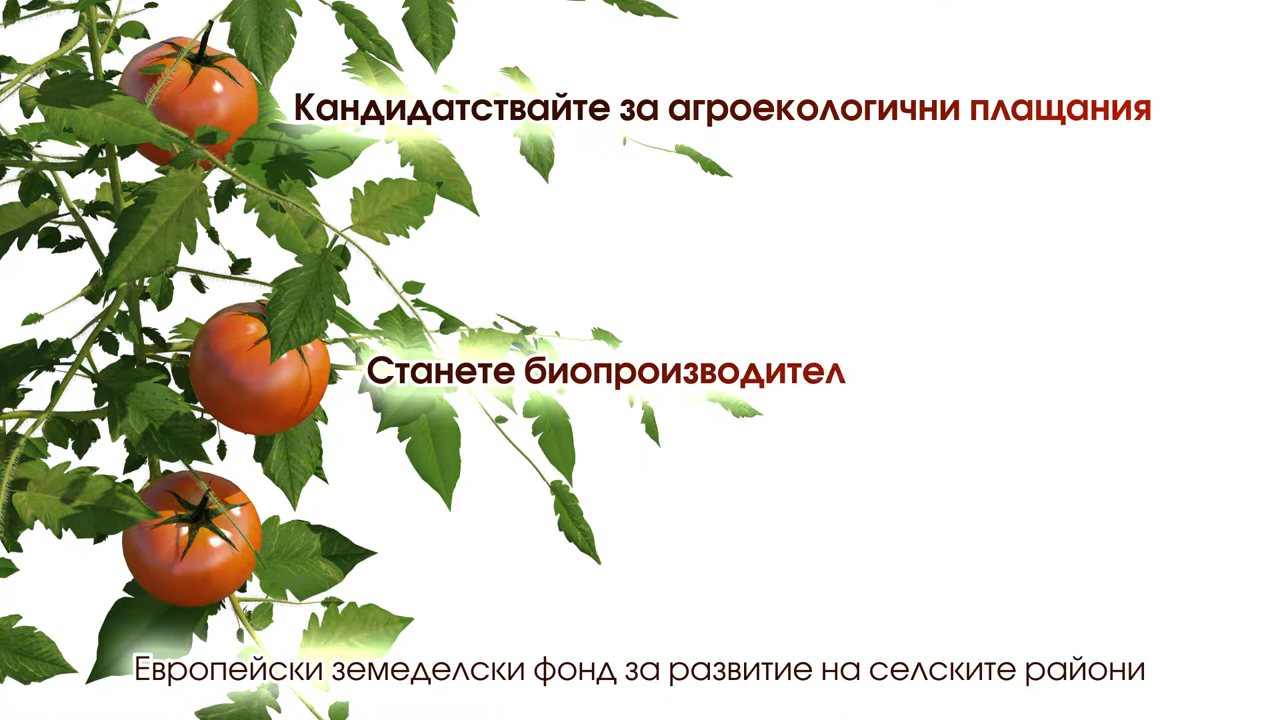 Кандидатствайте за агроекологични плащания
Станете биопроизводител
Европейски земеделски фонд за развитие на селските райони